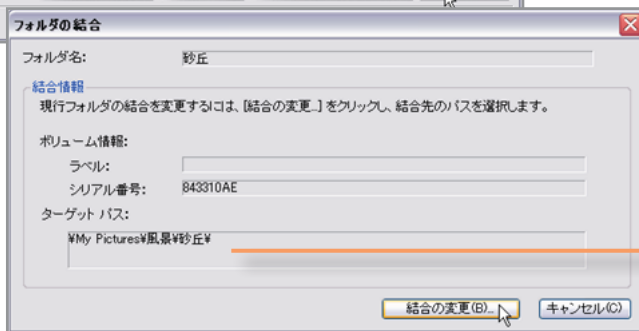 フォルダの結合
フォルダ名: 砂丘
結合情報
現行フォルダの結合を変更するには、[結合の変更...] をクリックし、結合先のパスを選択します。
ボリューム情報:
ラベル:
シリアル番号: 843310AE
ターゲット パス:
¥My Pictures¥風景¥砂丘¥
結合の変更(B)... キャンセル(C)